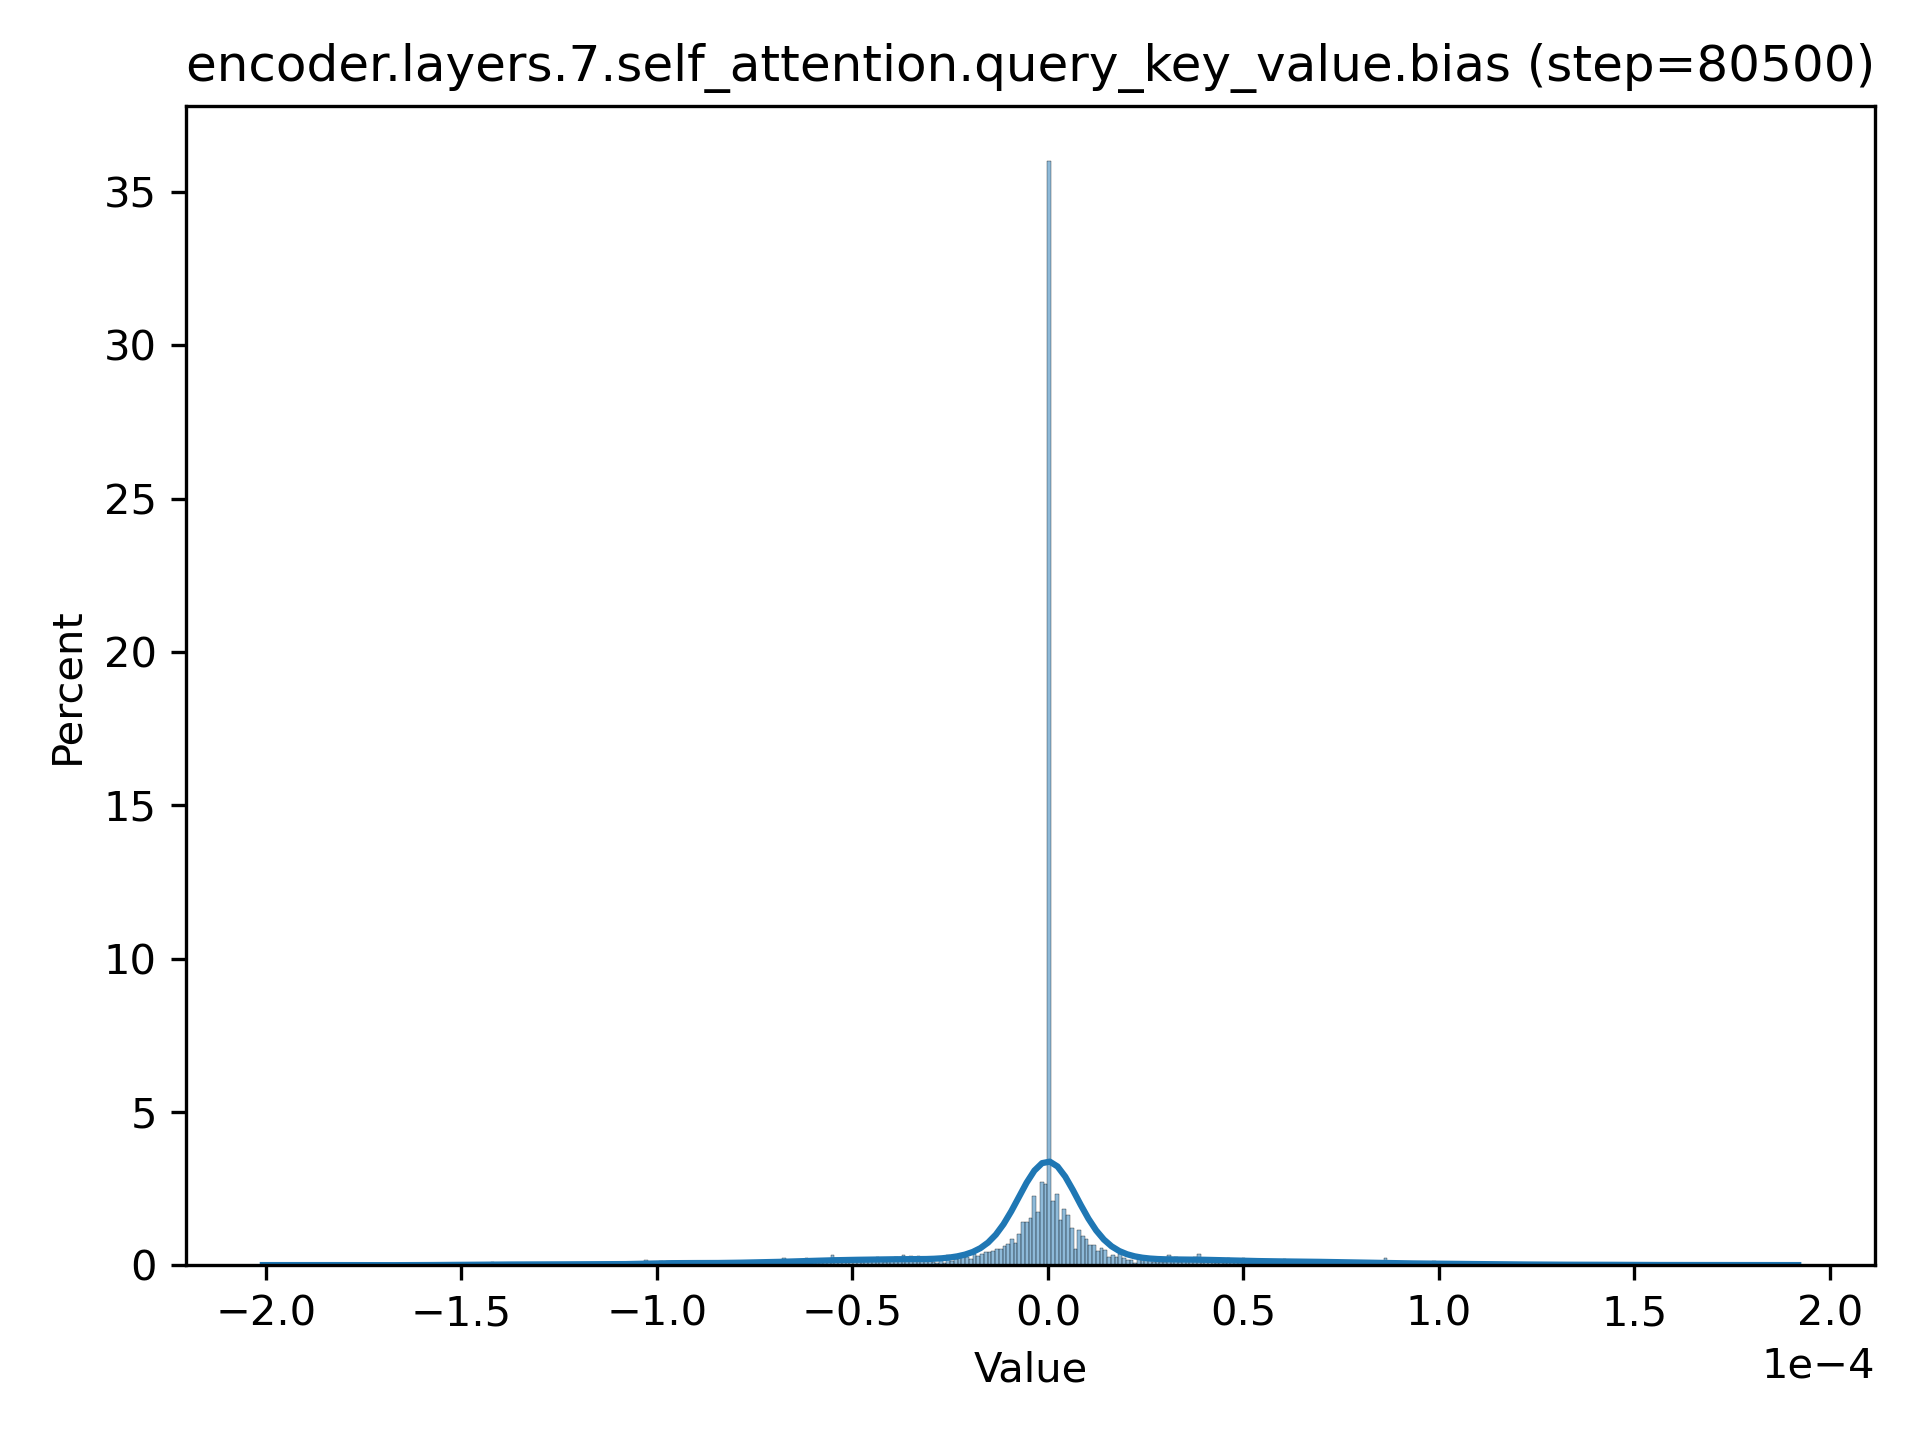 encoder.layers.7.self_attention.query_key_value.bias (step=80500)
35
30
25
20
15
10
5
0
Percent
−2.0 −1.5 −1.0 −0.5 0.0 0.5 1.0 1.5 2.0
1e−4
Value